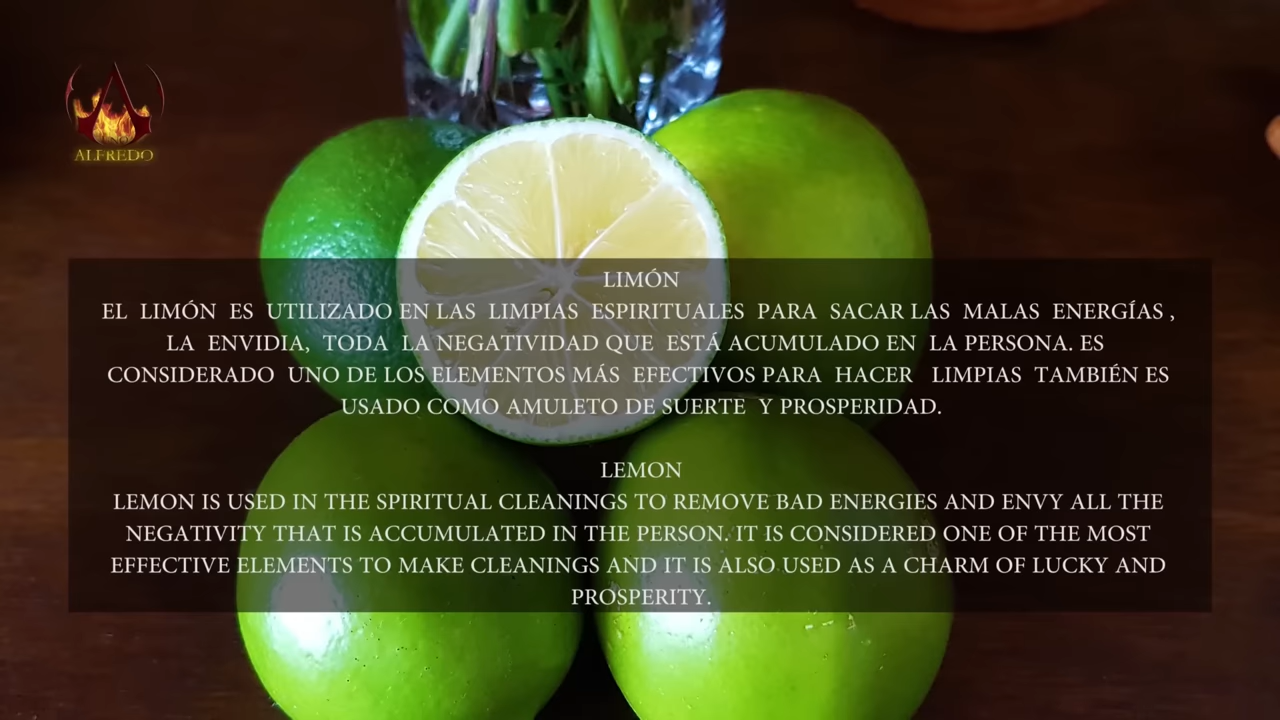 ALFREDO
LIMÓN
EL LIMÓN ES UTILIZADO EN LAS LIMPIAS ESPIRITUALES PARA SACAR LAS MALAS ENERGÍAS ,
LA ENVIDIA, TODA LA NEGATIVIDAD QUE ESTÁ ACUMULADO EN LA PERSONA. ES
CONSIDERADO UNO DE LOS ELEMENTOS MÁS EFECTIVOS PARA HACER LIMPIAS TAMBIÉN ES
USADO COMO AMULETO DE SUERTE Y PROSPERIDAD.
LEMON
LEMON IS USED IN THE SPIRITUAL CLEANINGS TO REMOVE BAD ENERGIES AND ENVY ALL THE
NEGATIVITY THAT IS ACCUMULATED IN THE PERSON. IT IS CONSIDERED ONE OF THE MOST
EFFECTIVE ELEMENTS TO MAKE CLEANINGS AND IT IS ALSO USED AS A CHARM OF LUCKY AND
PROSPERITY.